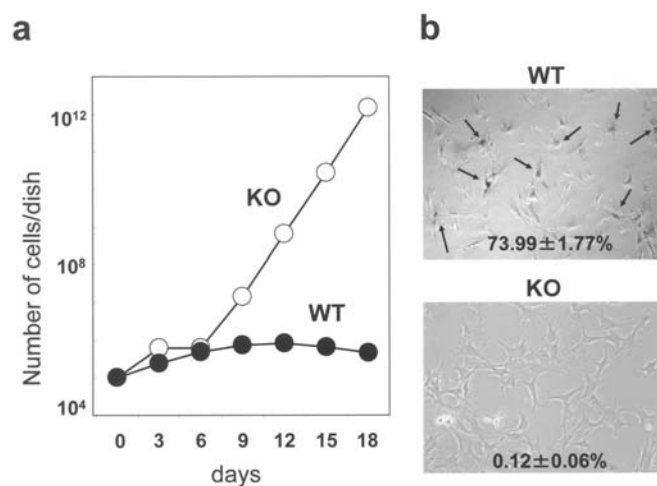 a
Number of cells/dish
10¹²
10⁸
10⁴
KO
WT
0 3 6 9 12 15 18
days
b
WT
73.99±1.77%
KO
0.12±0.06%